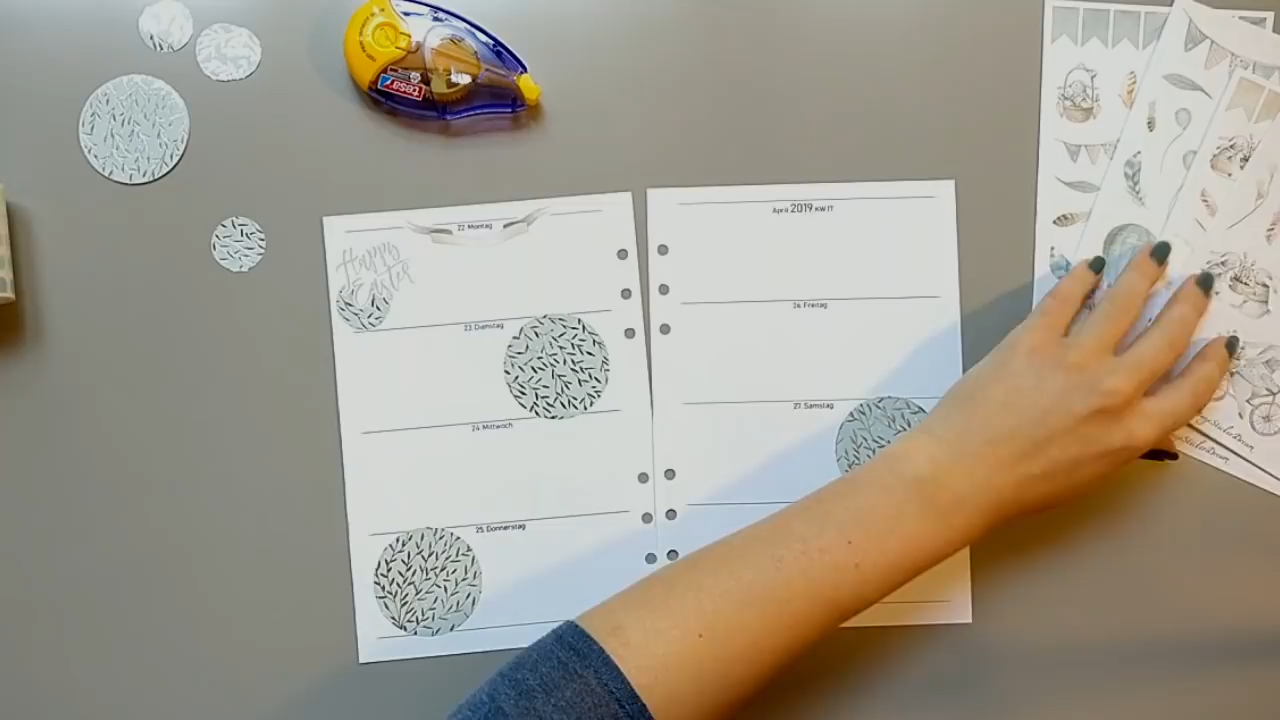 tesa
22. Montag
Happy
Easter
23. Dienstag
24. Mittwoch
25. Donnerstag
April 2019 KW 17
26. Freitag
27. Samstag